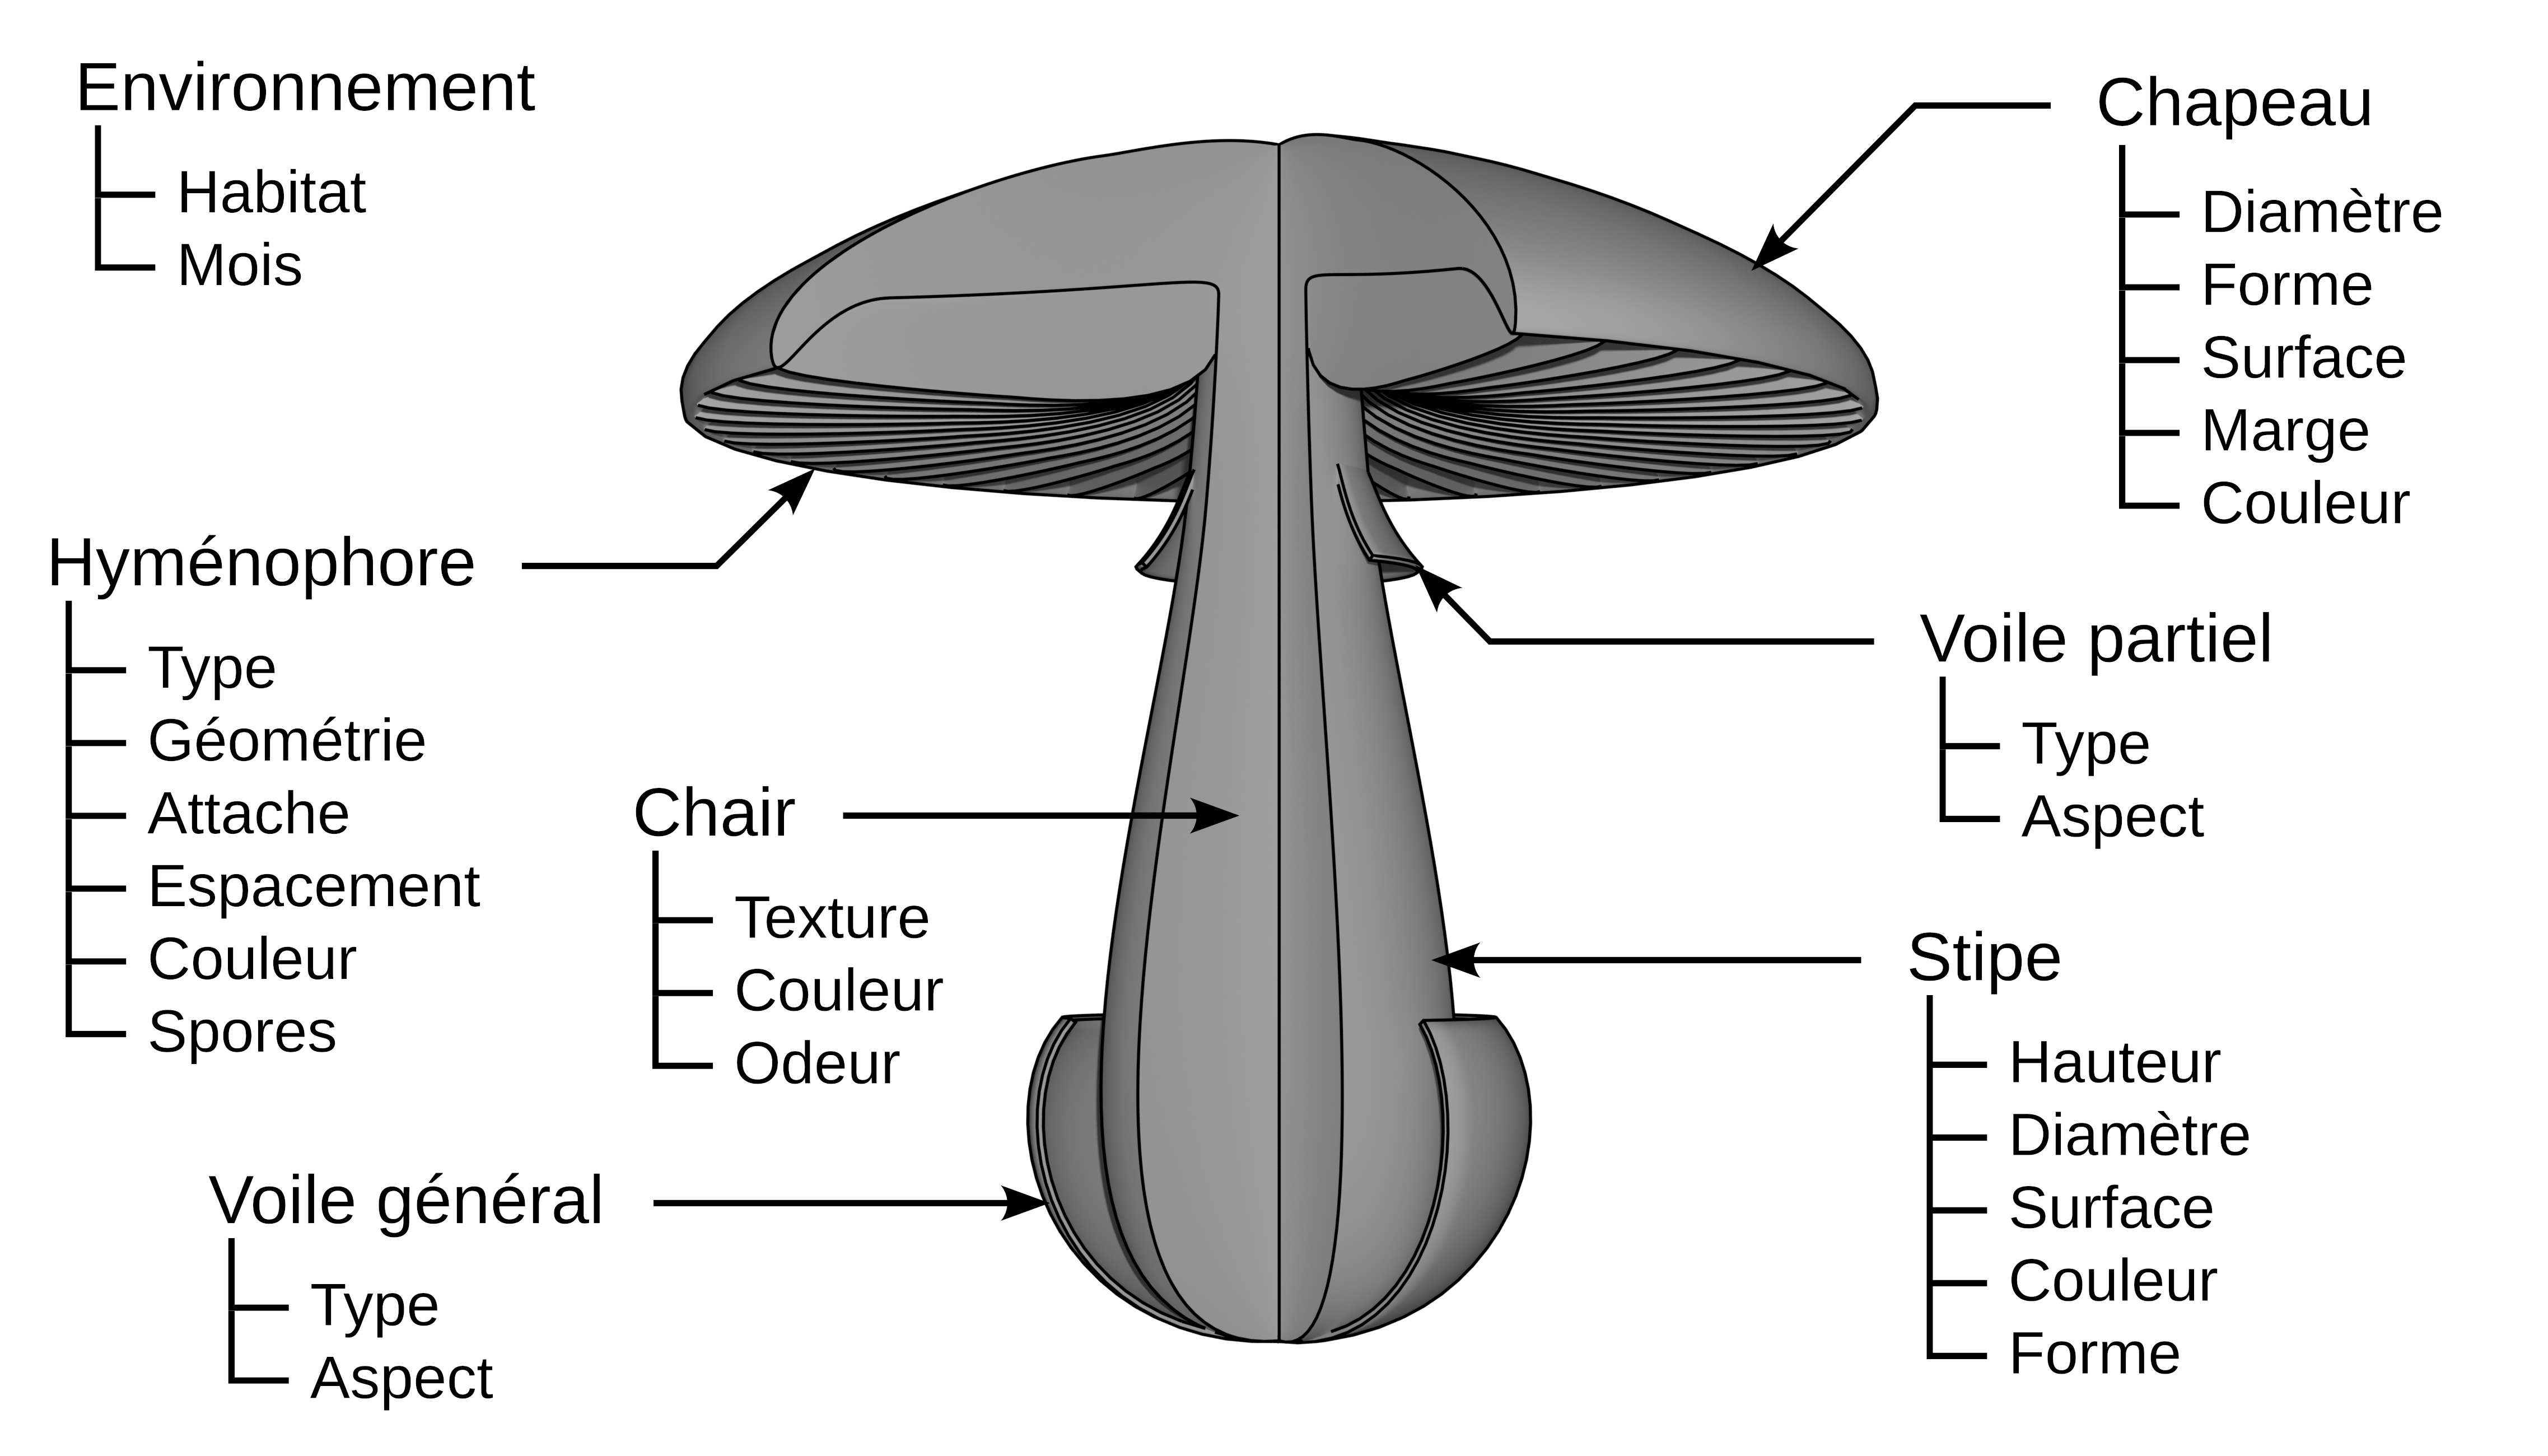 Environnement
Habitat
Mois
Chapeau
Diamètre
Forme
Surface
Marge
Couleur
Hyménophore
Type
Géométrie
Attache
Espacement
Couleur
Spores
Voile partiel
Type
Aspect
Chair
Texture
Couleur
Odeur
Stipe
Hauteur
Diamètre
Surface
Couleur
Forme
Voile général
Type
Aspect